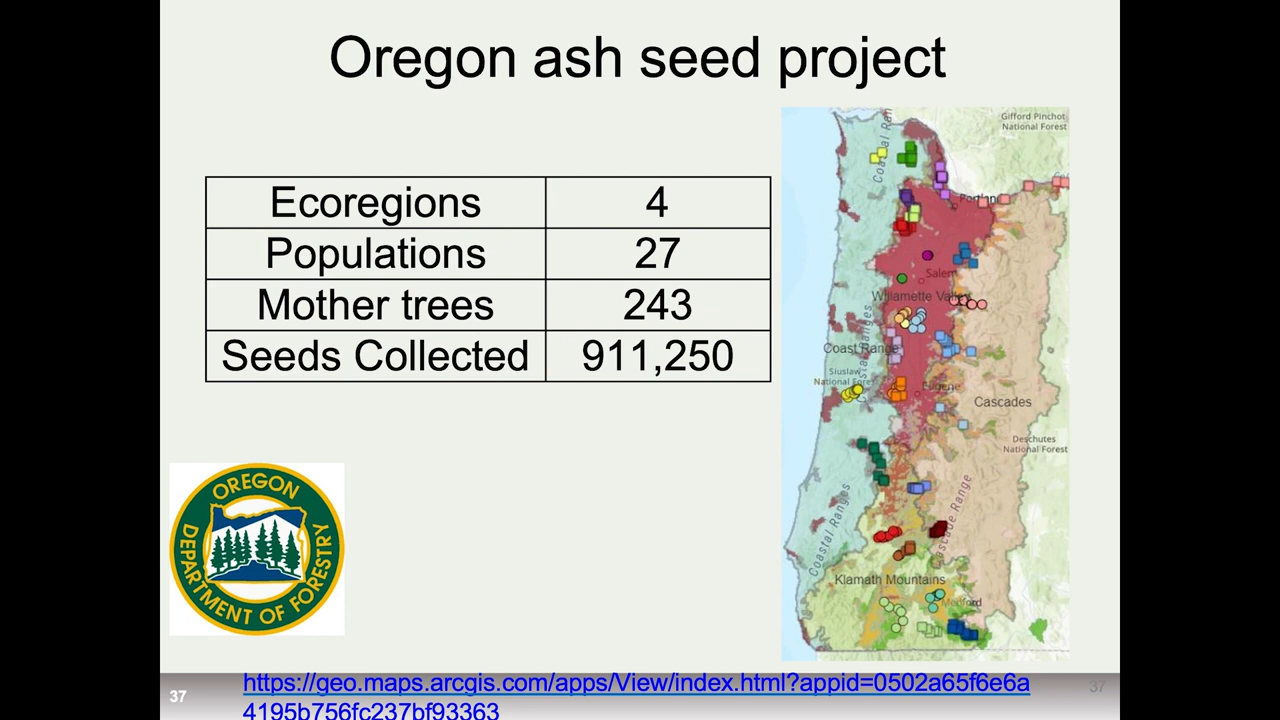 Oregon ash seed project
Ecoregions 4
Populations 27
Mother trees 243
Seeds Collected 911,250
Gifford Pinchot
National Forest
Portland
Salem
Willamette Valley
Coast Range
Siuslaw
National Forest
Eugene
Cascades
Deschutes
National Forest
Coastal Ranges
Cascade Range
Klamath Mountains
Medford
OREGON
DEPARTMENT OF FORESTRY
https://geo.maps.arcgis.com/apps/View/index.html?appid=0502a65f6e6a
4195b756fc237bf93363
37
37